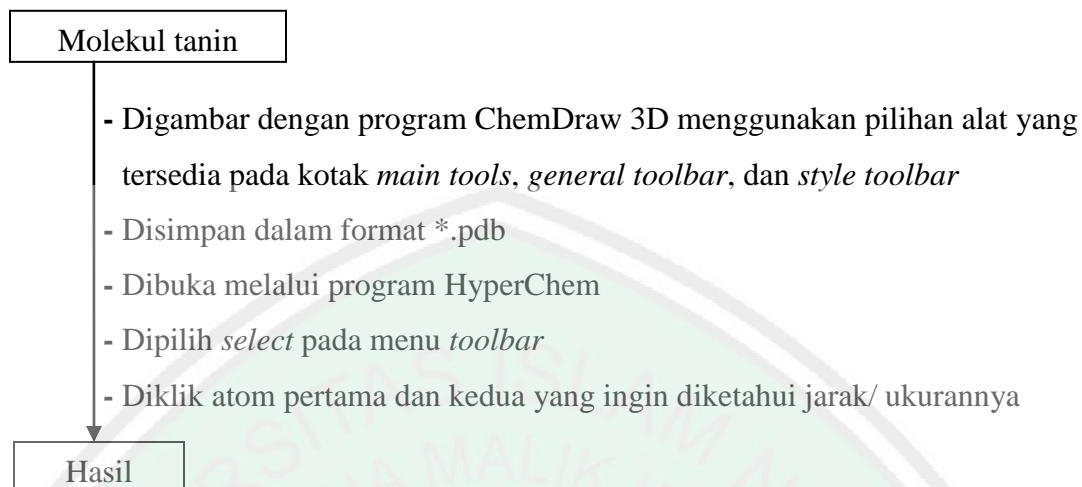 Molekul tanin
- Digambar dengan program ChemDraw 3D menggunakan pilihan alat yang
tersedia pada kotak main tools, general toolbar, dan style toolbar
- Disimpan dalam format *.pdb
- Dibuka melalui program HyperChem
- Dipilih select pada menu toolbar
- Diklik atom pertama dan kedua yang ingin diketahui jarak/ ukurannya
Hasil